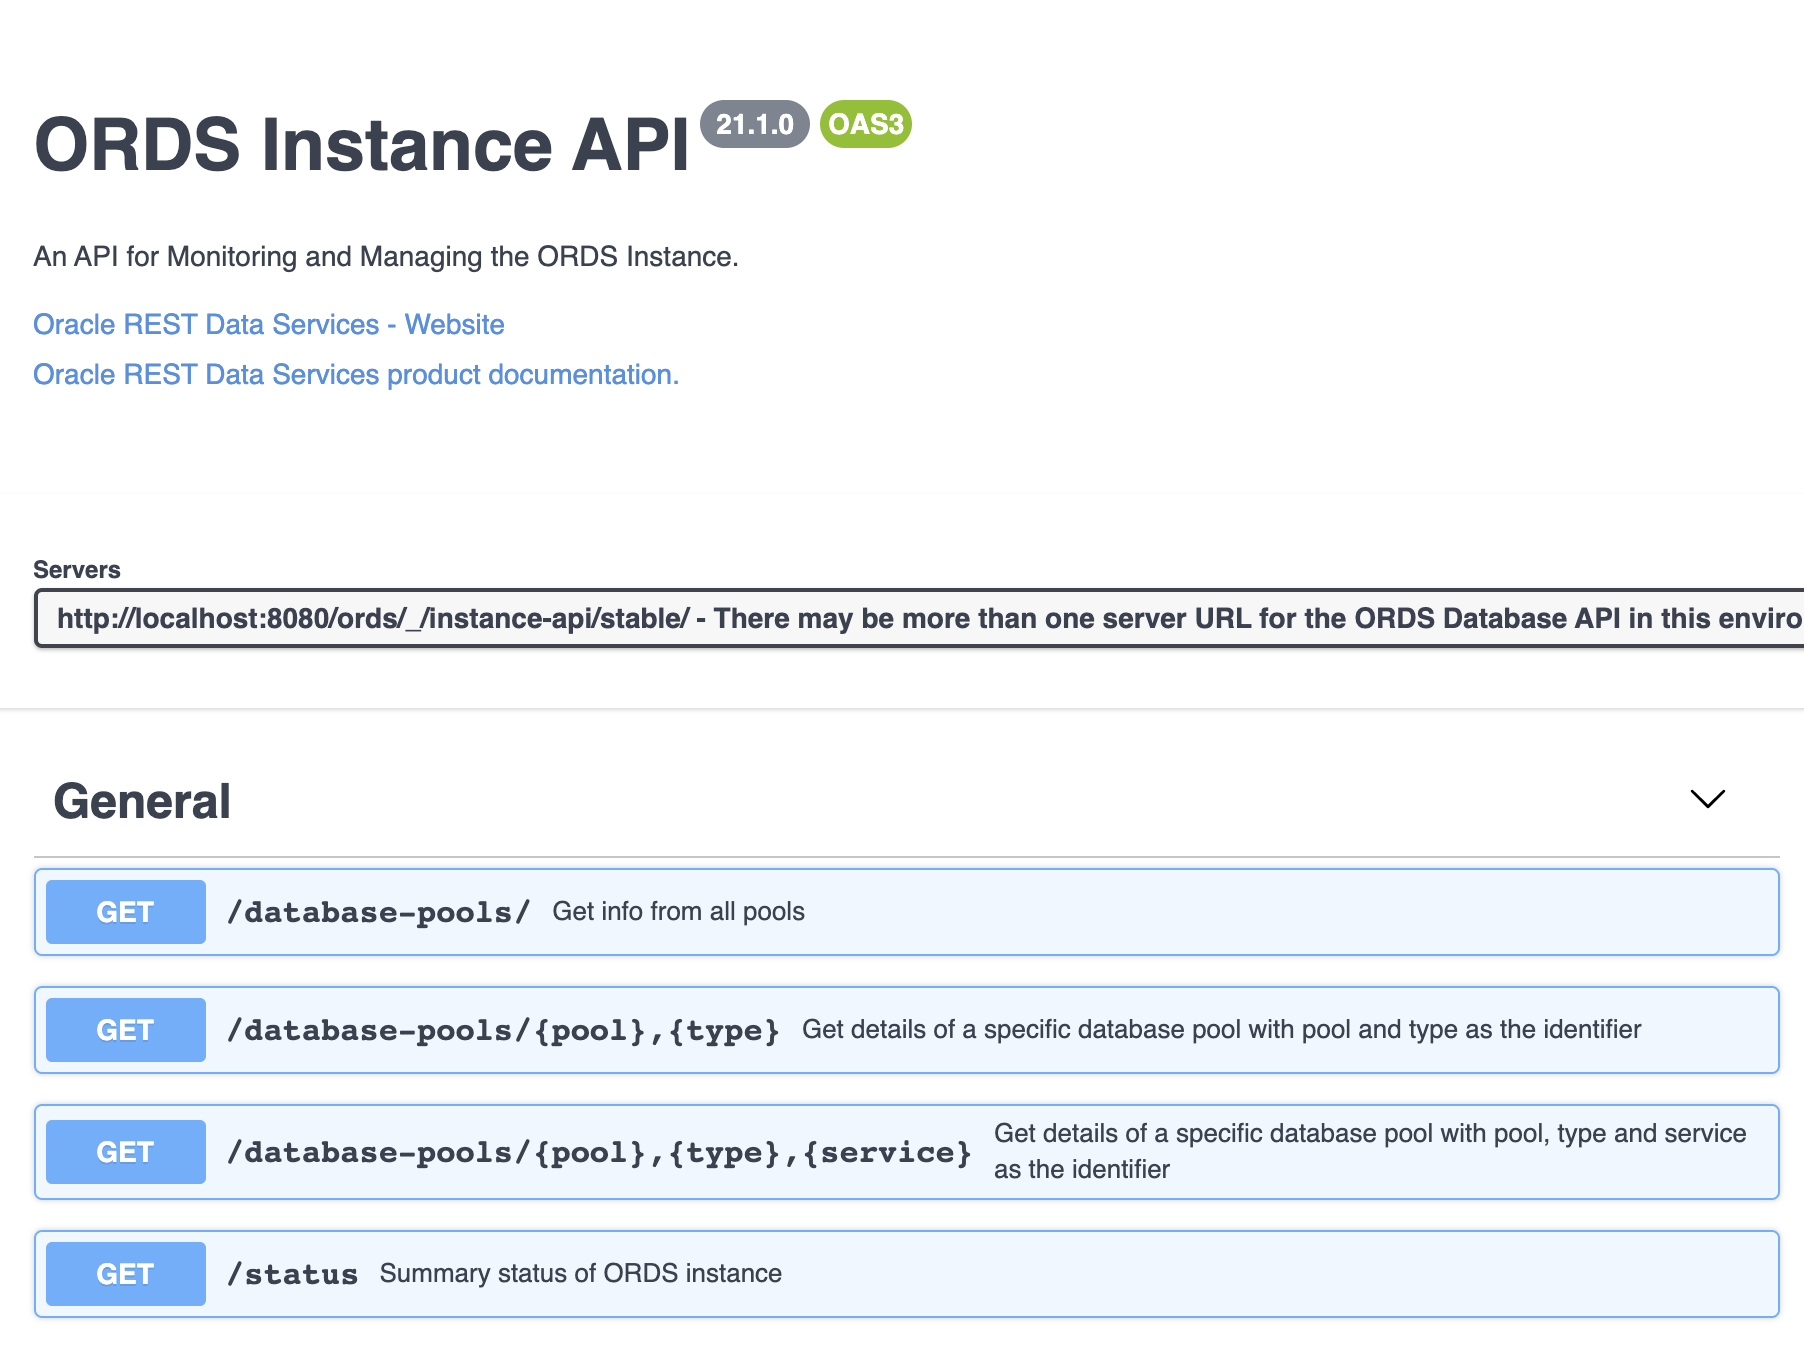 ORDS Instance API 21.1.0 OAS3
An API for Monitoring and Managing the ORDS Instance.
Oracle REST Data Services - Website
Oracle REST Data Services product documentation.
Servers
http://localhost:8080/ords/_/instance-api/stable/ - There may be more than one server URL for the ORDS Database API in this enviro
General
GET /database-pools/ Get info from all pools
GET /database-pools/{pool},{type} Get details of a specific database pool with pool and type as the identifier
GET /database-pools/{pool},{type},{service} Get details of a specific database pool with pool, type and service
as the identifier
GET /status Summary status of ORDS instance